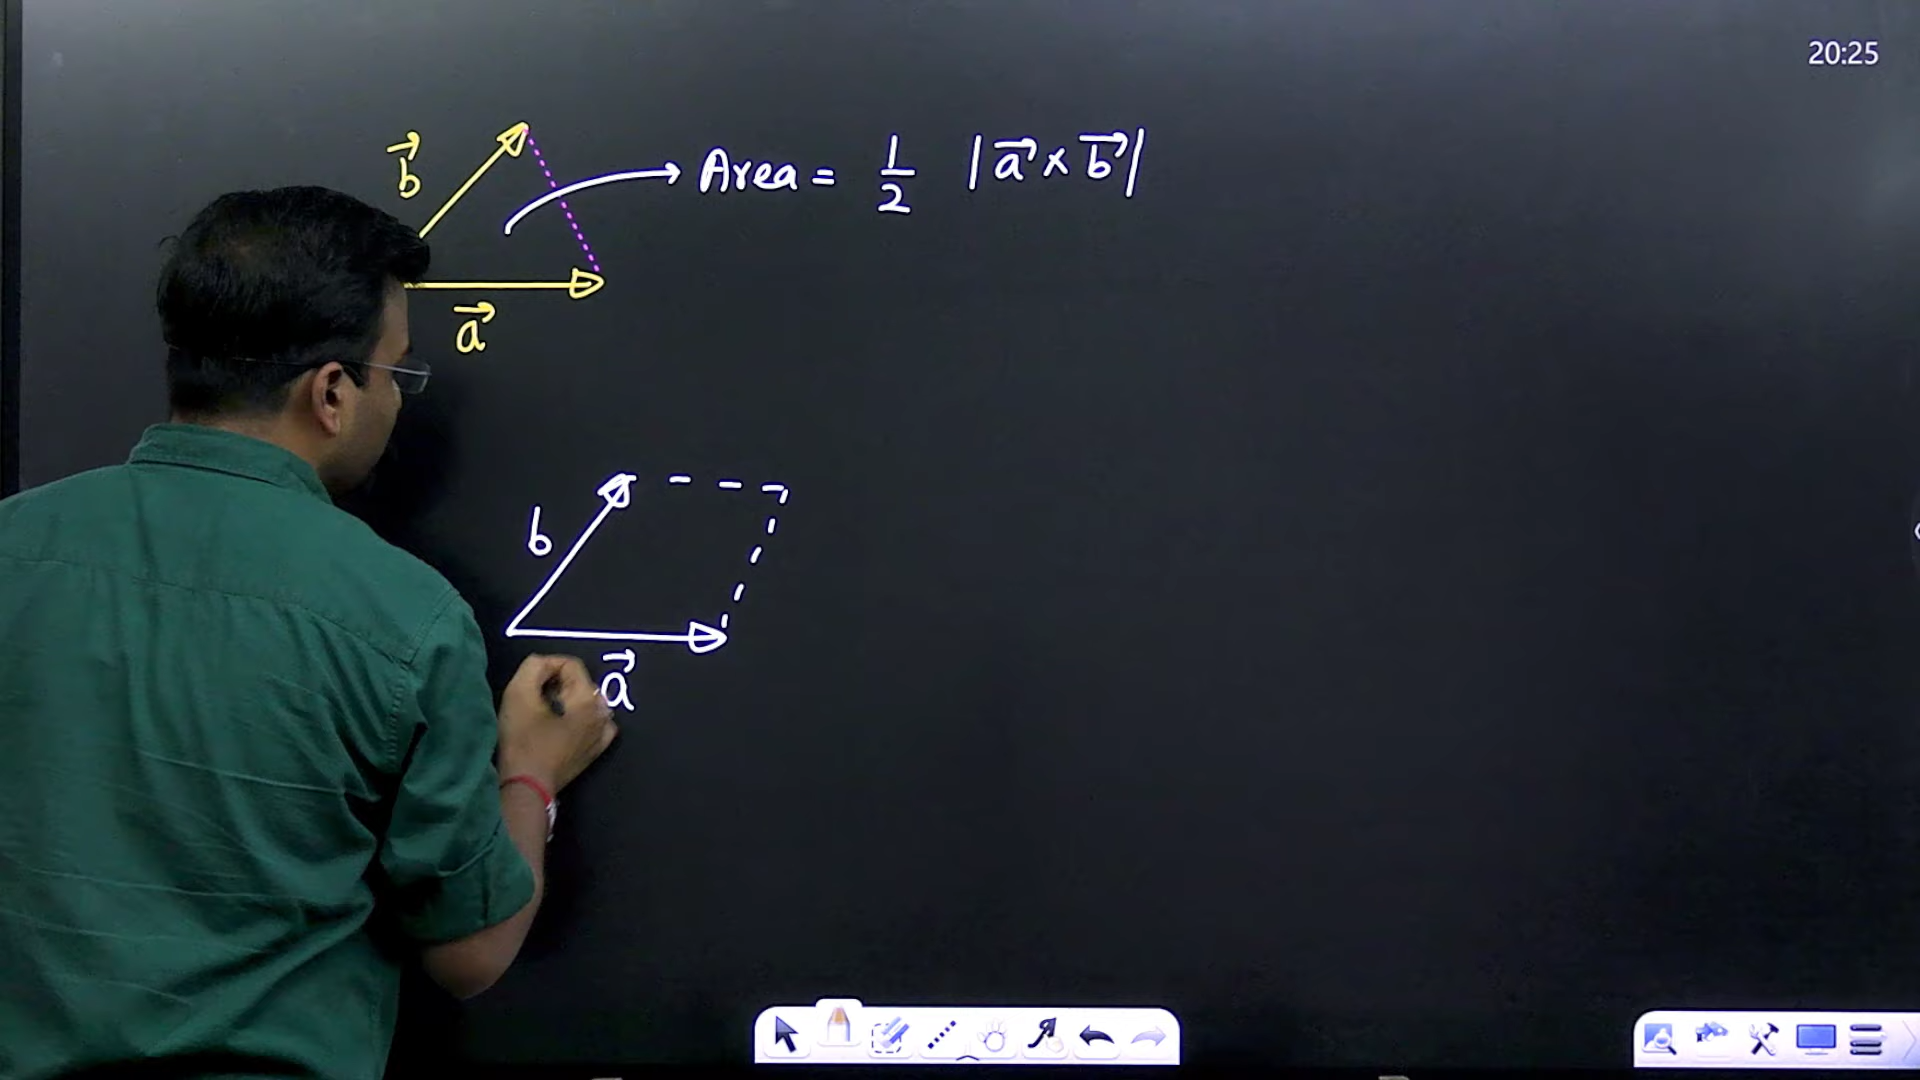 20:25
b⃗
Area = 1/2 |a⃗ × b⃗|
a⃗
b
a⃗